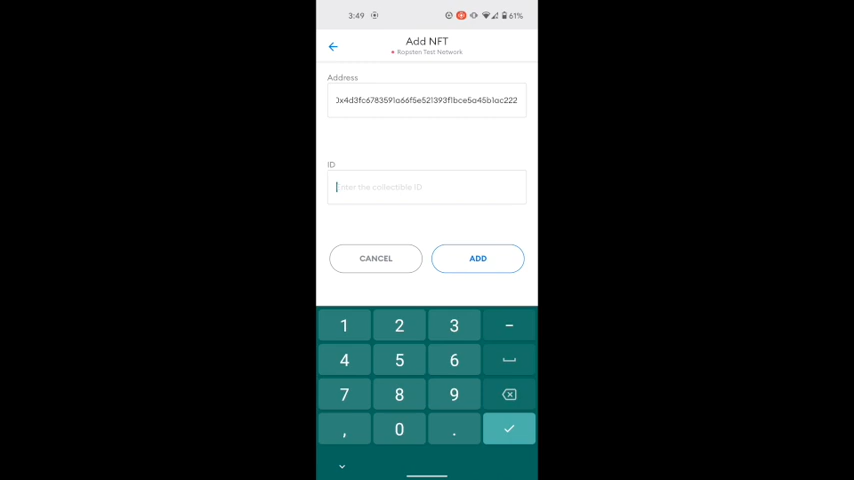 3:49 61%
Add NFT
Ropsten Test Network
Address
0x4d3fc6783591a66f5e521393f1bce5a45b1ac222
ID
Enter the collectible ID
CANCEL ADD
1 2 3 -
4 5 6
7 8 9
, 0 .